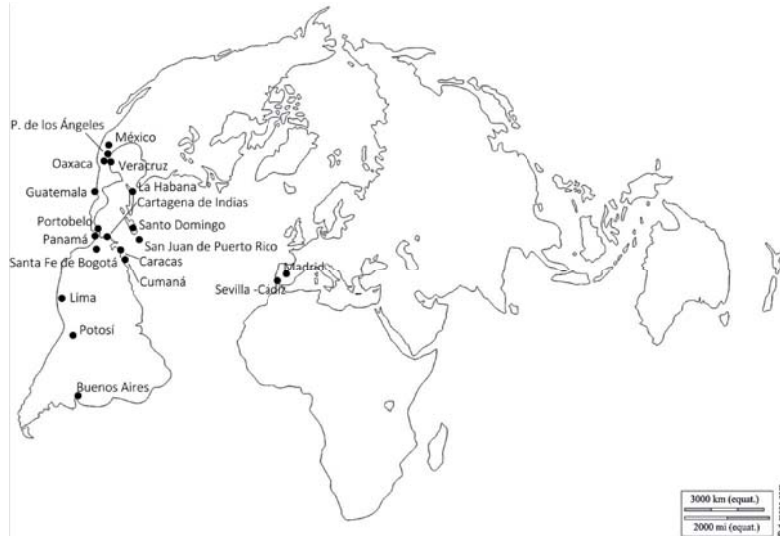 P. de los Ángeles
México
Oaxaca
Veracruz
Guatemala
La Habana
Cartagena de Indias
Portobelo
Santo Domingo
Panamá
San Juan de Puerto Rico
Santa Fe de Bogotá
Caracas
Cumaná
Madrid
Sevilla -Cádiz
Lima
Potosí
Buenos Aires
3000 km (equat.)
2000 mi (equat.)